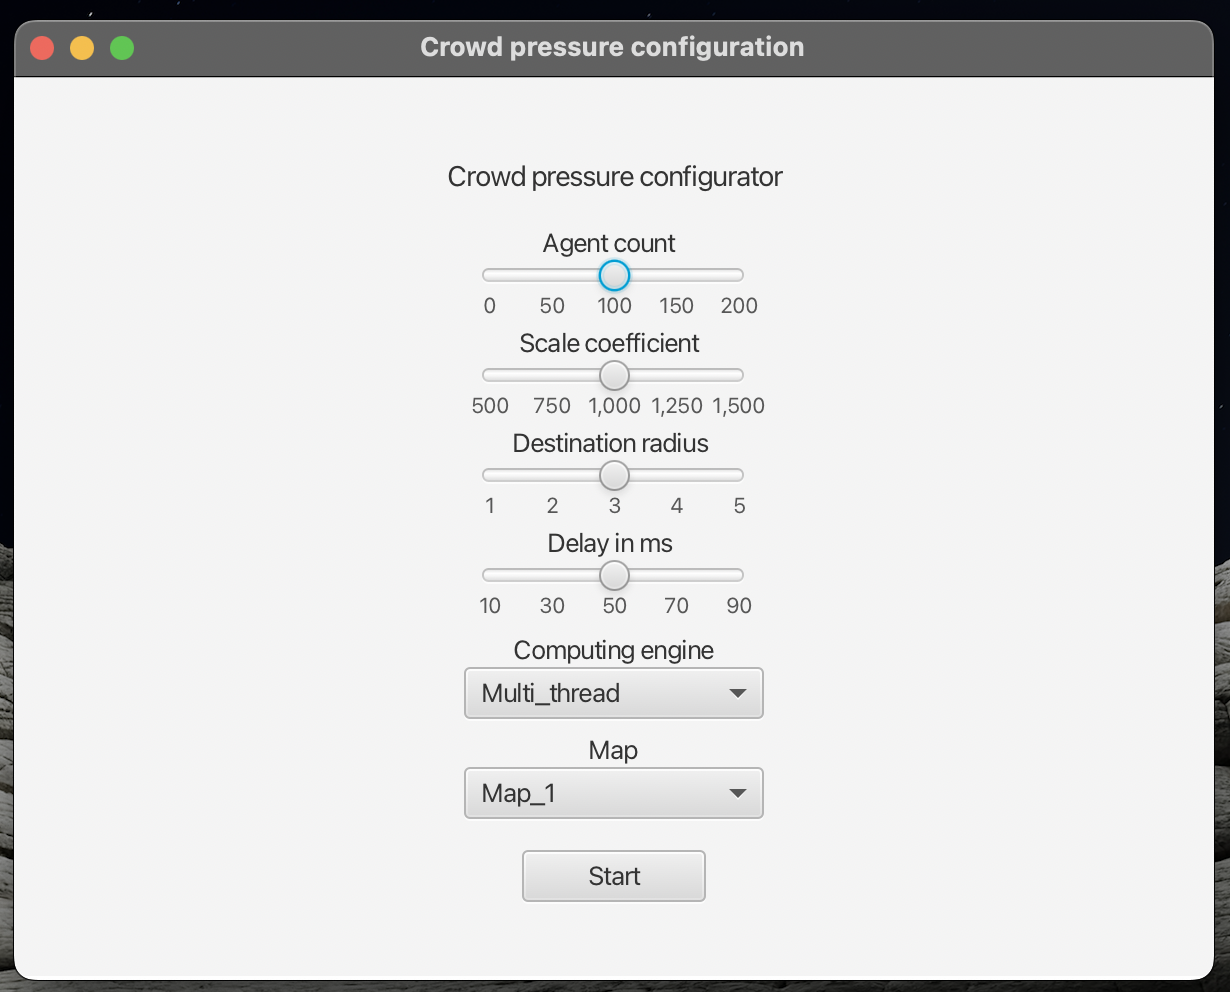 Crowd pressure configuration
Crowd pressure configurator
Agent count
0 50 100 150 200
Scale coefficient
500 750 1,000 1,250 1,500
Destination radius
1 2 3 4 5
Delay in ms
10 30 50 70 90
Computing engine
Multi_thread
Map
Map_1
Start